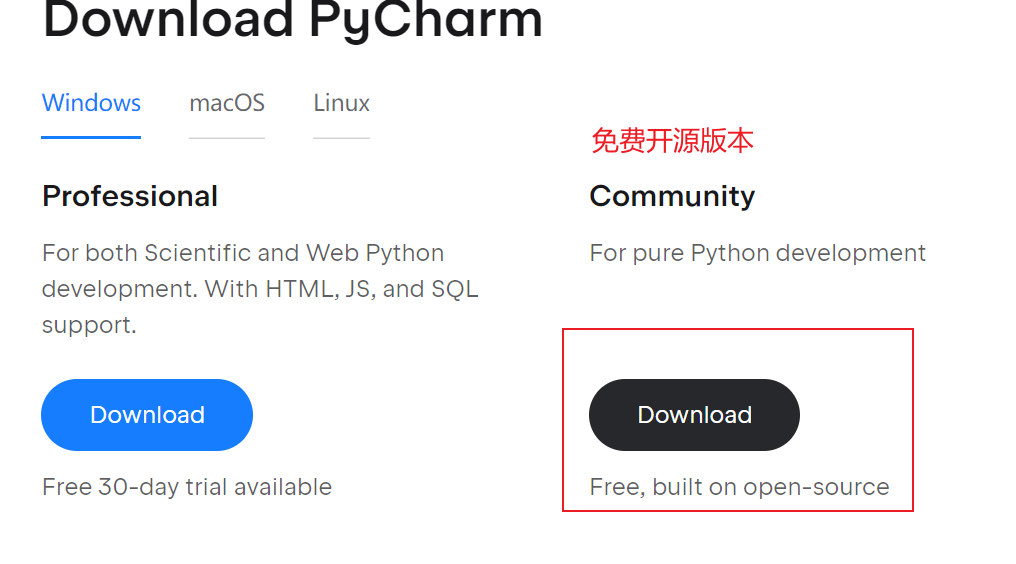 Download PyCharm
Windows macOS Linux
免费开源版本
Professional
For both Scientific and Web Python
development. With HTML, JS, and SQL
support.
Download
Free 30-day trial available
Community
For pure Python development
Download
Free, built on open-source